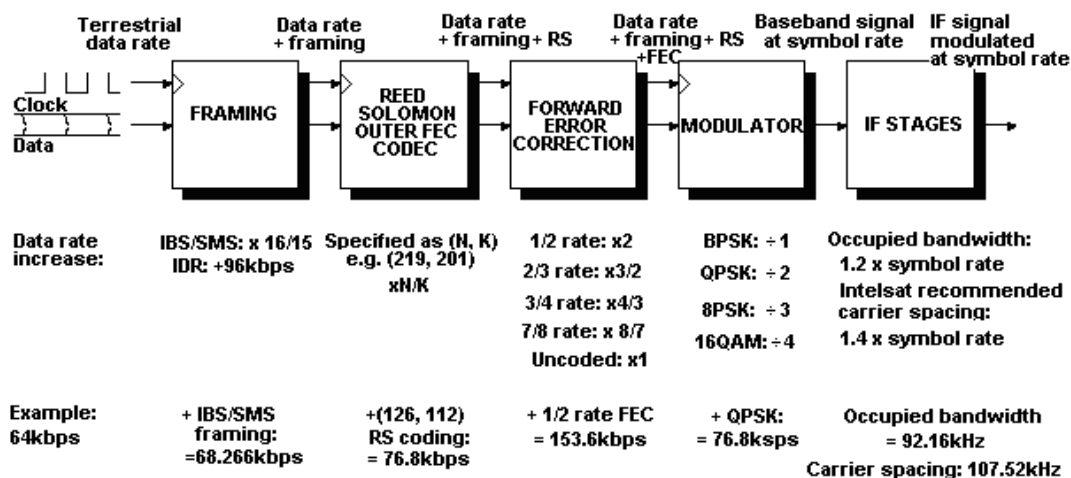 Terrestrial
data rate
Data rate
+ framing
Data rate
+ framing + RS
Data rate
+ framing + RS
+FEC
Baseband signal
at symbol rate
IF signal
modulated
at symbol rate
Clock
Data
FRAMING
REED
SOLOMON
OUTER FEC
CODEC
FORWARD
ERROR
CORRECTION
MODULATOR
IF STAGES
Data rate
increase:
IBS/SMS: x 16/15
IDR: +96kbps
Specified as (N, K)
e.g. (219, 201)
xN/K
1/2 rate: x2
2/3 rate: x3/2
3/4 rate: x4/3
7/8 rate: x 8/7
Uncoded: x1
BPSK: ÷ 1
QPSK: ÷ 2
8PSK: ÷ 3
16QAM: ÷ 4
Occupied bandwidth:
1.2 x symbol rate
Intelsat recommended
carrier spacing:
1.4 x symbol rate
Example:
64kbps
+ IBS/SMS
framing:
=68.266kbps
+(126, 112)
RS coding:
= 76.8kbps
+ 1/2 rate FEC
= 153.6kbps
+ QPSK:
= 76.8ksps
Occupied bandwidth
= 92.16kHz
Carrier spacing: 107.52kHz